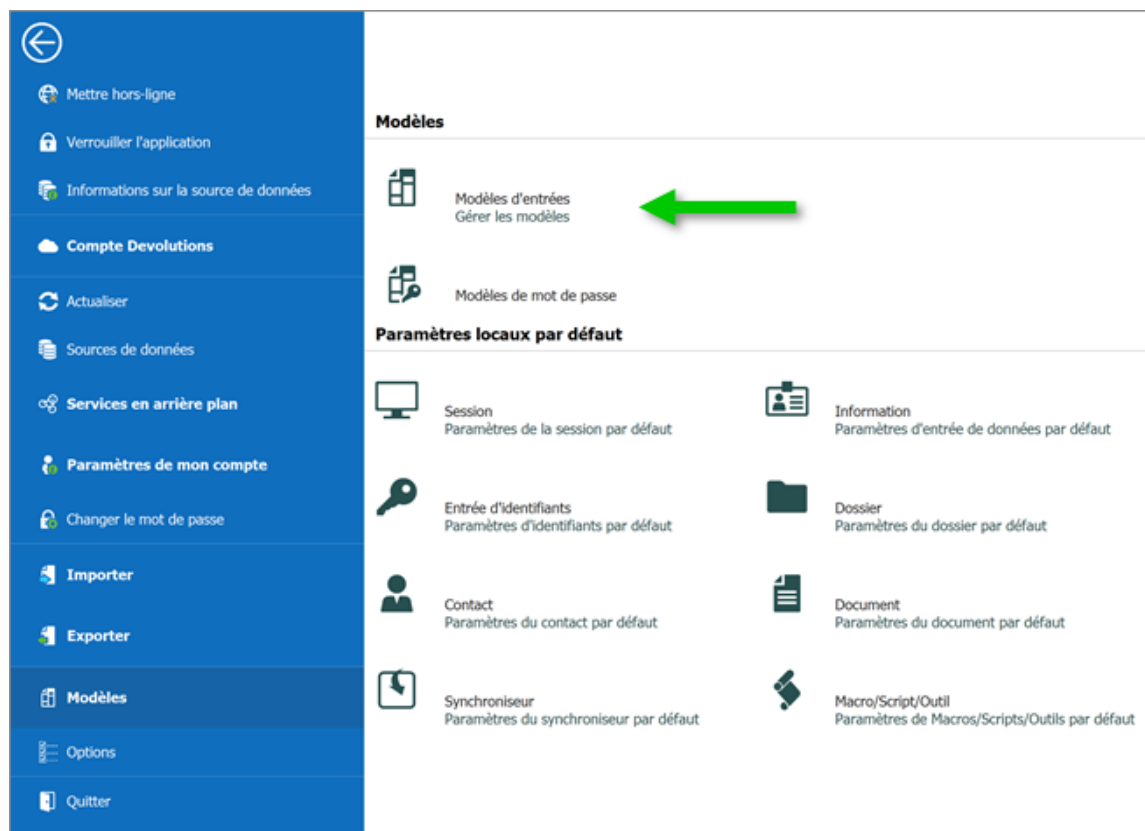 Mettre hors-ligne
Verrouiller l'application
Informations sur la source de données
Compte Devolutions
Actualiser
Sources de données
Services en arrière plan
Paramètres de mon compte
Changer le mot de passe
Importer
Exporter
Modèles
Options
Quitter
Modèles
Modèles d'entrées
Gérer les modèles
Modèles de mot de passe
Paramètres locaux par défaut
Session
Paramètres de la session par défaut
Information
Paramètres d'entrée de données par défaut
Entrée d'identifiants
Paramètres d'identifiants par défaut
Dossier
Paramètres du dossier par défaut
Contact
Paramètres du contact par défaut
Document
Paramètres du document par défaut
Synchroniseur
Paramètres du synchroniseur par défaut
Macro/Script/Outil
Paramètres de Macros/Scripts/Outils par défaut